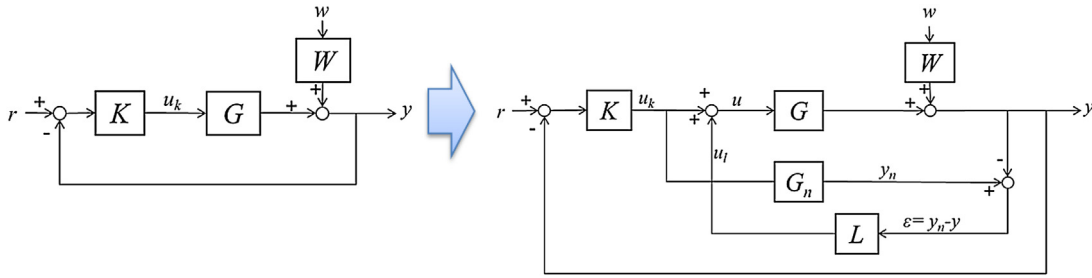 w
W
+
r + K u_k G + y
-
w
W
+
r + K u_k + u G + y
- +
u_l -
G_n y_n +
L ε= y_n-y